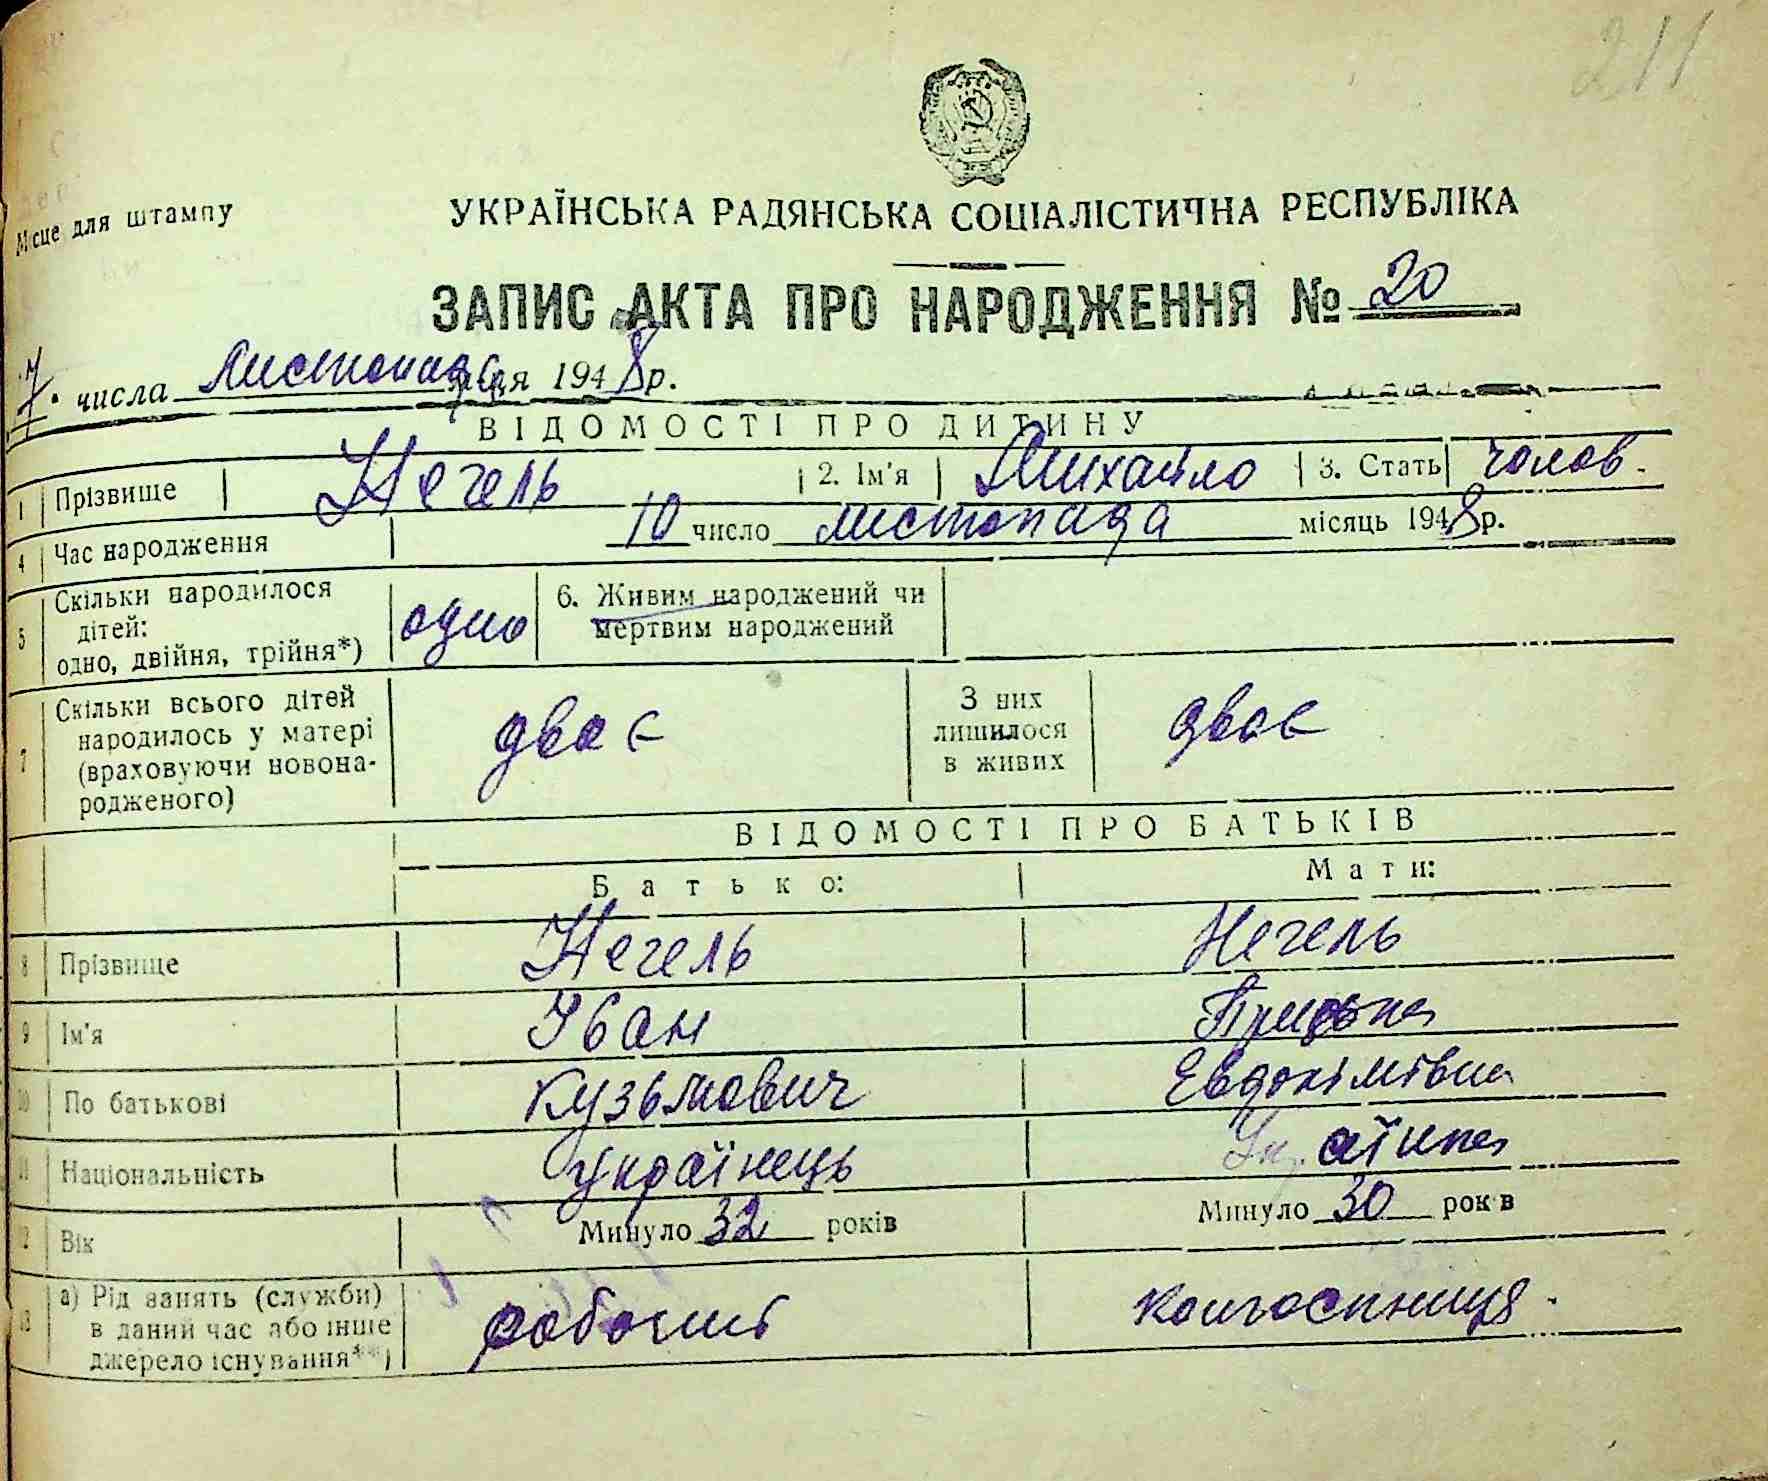 211
Місце для штампу
УКРАЇНСЬКА РАДЯНСЬКА СОЦІАЛІСТИЧНА РЕСПУБЛІКА
ЗАПИС АКТА ПРО НАРОДЖЕННЯ № 20
числа листопада місяця 1948 р.
ВІДОМОСТІ ПРО ДИТИНУ
1 Прізвище Негель 2. Ім'я Михайло 3. Стать чолов.
4 Час народження 10 число листопада місяць 1948 р.
5 Скільки народилося дітей: одно, двійня, трійня*) одно 6. Живим народжений чи мертвим народжений
7 Скільки всього дітей народилось у матері (враховуючи новонародженого) двоє З них лишилося в живих двоє
ВІДОМОСТІ ПРО БАТЬКІВ
Батько: Мати:
8 Прізвище Негель Негель
9 Ім'я Іван
10 По батькові Кузьмович Евдокімівна
11 Національність українець Украінка
12 Вік Минуло 32 років Минуло 30 років
13 а) Рід занять (служби) в даний час або інше джерело існування**) робочий колгоспниця.